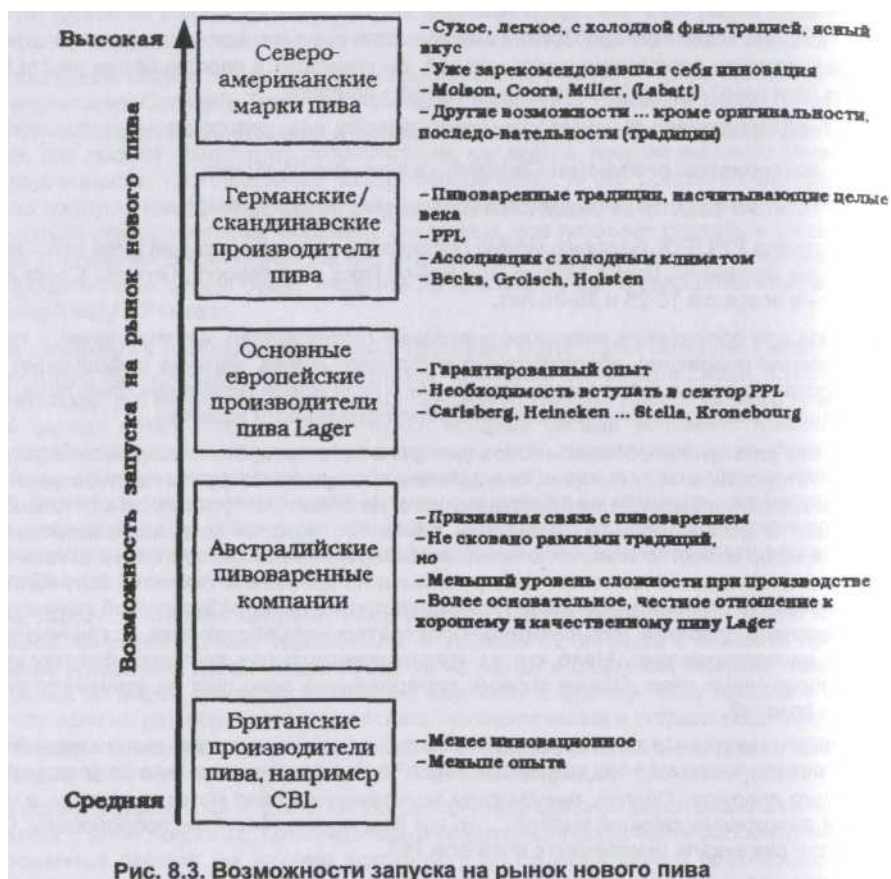 Высокая
Возможность запуска на рынок нового пива
Средняя
Северо-
американские
марки пива
– Сухое, легкое, с холодной фильтрацией, ясный
вкус
– Уже зарекомендовавшая себя инновация
– Molson, Coors, Miller, (Labatt)
– Другие возможности ... кроме оригинальности,
последо-вательности (традиции)
Германские/
скандинавские
производители
пива
– Пивоваренные традиции, насчитывающие целые
века
– PPL
– Ассоциация с холодным климатом
– Becks, Grolsch, Holsten
Основные
европейские
производители
пива Lager
– Гарантированный опыт
– Необходимость вступать в сектор PPL
– Carlsberg, Heineken ... Stella, Kronebourg
Австралийские
пивоваренные
компании
– Причины связи с пивоварением
– Не сковано рамками традиций,
но
– Меньший уровень сложности при производстве
– Более основательное, честное отношение к
хорошему и качественному пиву Lager
Британские
производители
пива, например
CBL
– Менее инновационное
– Меньше опыта
Рис. 8.3. Возможности запуска на рынок нового пива